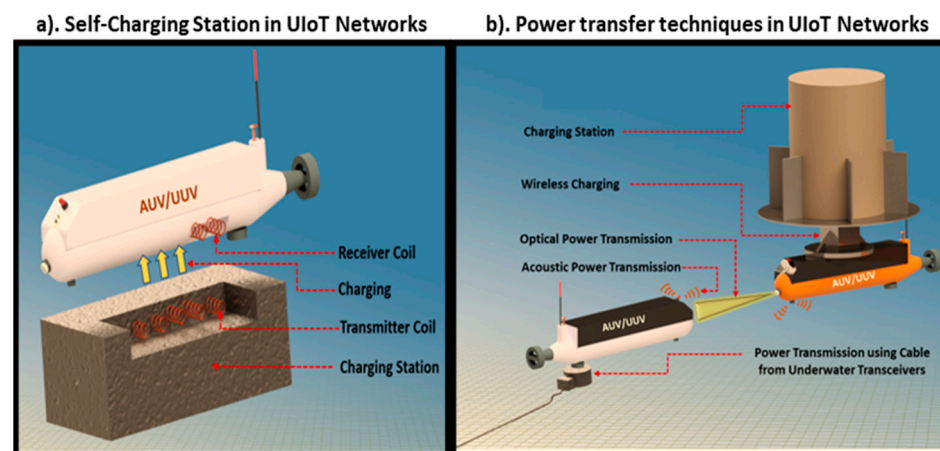 a). Self-Charging Station in UIoT Networks
AUV/UUV
Receiver Coil
Charging
Transmitter Coil
Charging Station
b). Power transfer techniques in UIoT Networks
Charging Station
Wireless Charging
Optical Power Transmission
Acoustic Power Transmission
AUV/UUV
AUV/UUV
Power Transmission using Cable
from Underwater Transceivers